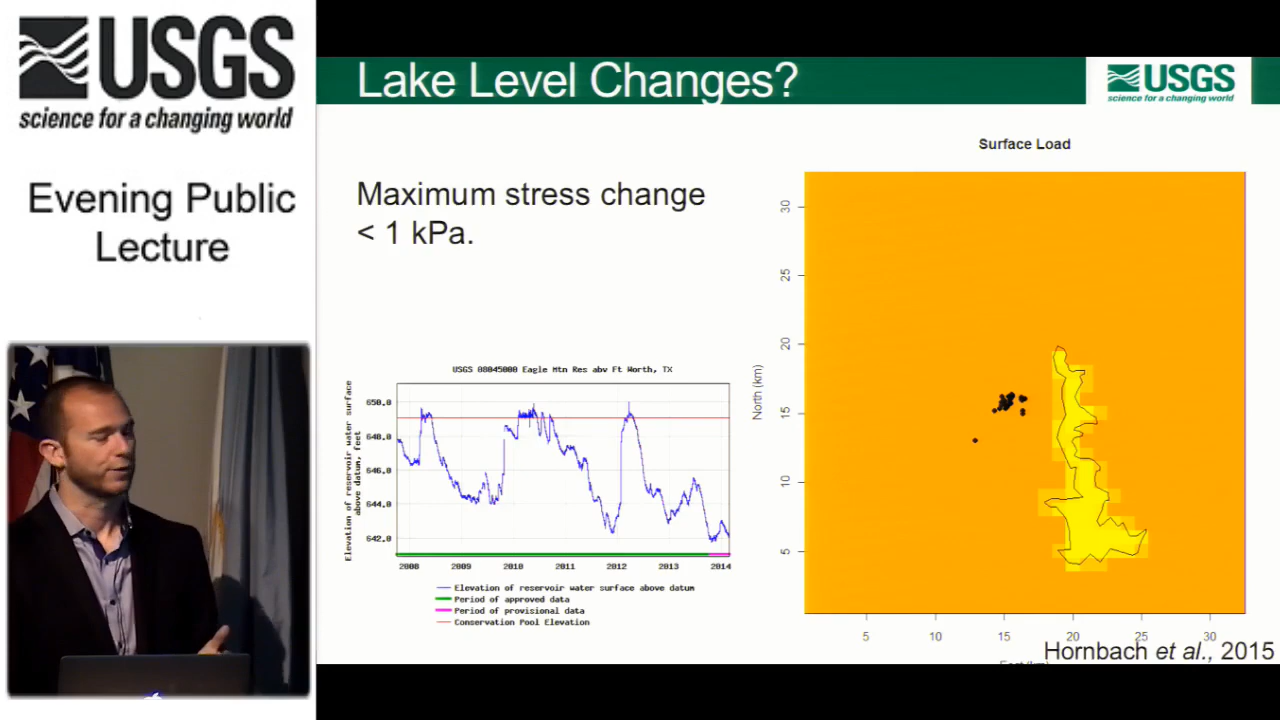 USGS
science for a changing world
Evening Public
Lecture
Lake Level Changes?
USGS
science for a changing world
Maximum stress change
< 1 kPa.
Surface Load
North (km)
30
25
20
15
10
5
5
10
15
20
25
30
USGS 08045000 Eagle Mtn Res abv Ft Worth, TX
Elevation of reservoir water surface
above datum, feet
650.0
648.0
646.0
644.0
642.0
2008
2009
2010
2011
2012
2013
2014
Elevation of reservoir water surface above datum
Period of approved data
Period of provisional data
Conservation Pool Elevation
Hornbach et al., 2015